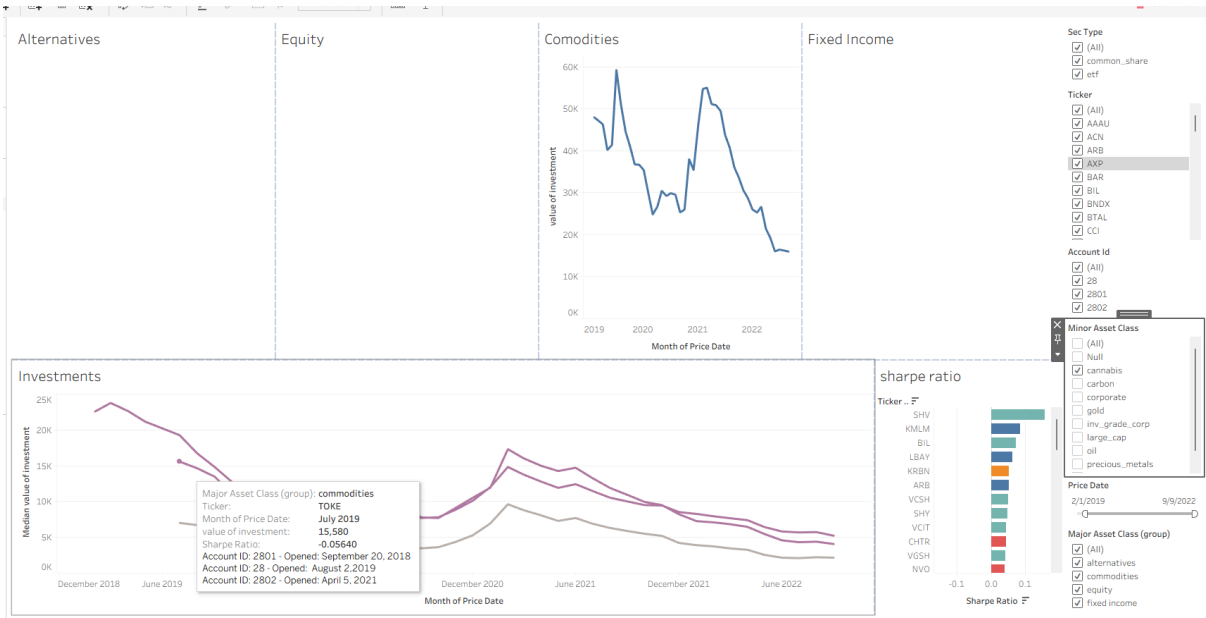 Alternatives
Equity
Comodities
Fixed Income
60K
50K
40K
30K
20K
10K
0K
value of investment
2019 2020 2021 2022
Month of Price Date
Sec Type
(All)
common_share
etf
Ticker
(All)
AAAU
ACN
ARB
AXP
BAR
BIL
BNDX
BTAL
CCI
Account Id
(All)
28
2801
2802
Minor Asset Class
(All)
Null
cannabis
carbon
corporate
gold
inv_grade_corp
large_cap
oil
precious_metals
Price Date
2/1/2019 9/9/2022
Major Asset Class (group)
(All)
alternatives
commodities
equity
fixed income
Investments
25K
20K
15K
10K
5K
0K
Median value of investment
December 2018 June 2019 December 2020 June 2021 December 2021 June 2022
Month of Price Date
Major Asset Class (group): commodities
Ticker: TOKE
Month of Price Date: July 2019
value of investment: 15,580
Sharpe Ratio: -0.05640
Account ID: 2801 - Opened: September 20, 2018
Account ID: 28 - Opened: August 2,2019
Account ID: 2802 - Opened: April 5, 2021
sharpe ratio
Ticker ..
SHV
KMLM
BIL
LBAY
KRBN
ARB
VCSH
SHY
VCIT
CHTR
VGSH
NVO
-0.1 0.0 0.1
Sharpe Ratio